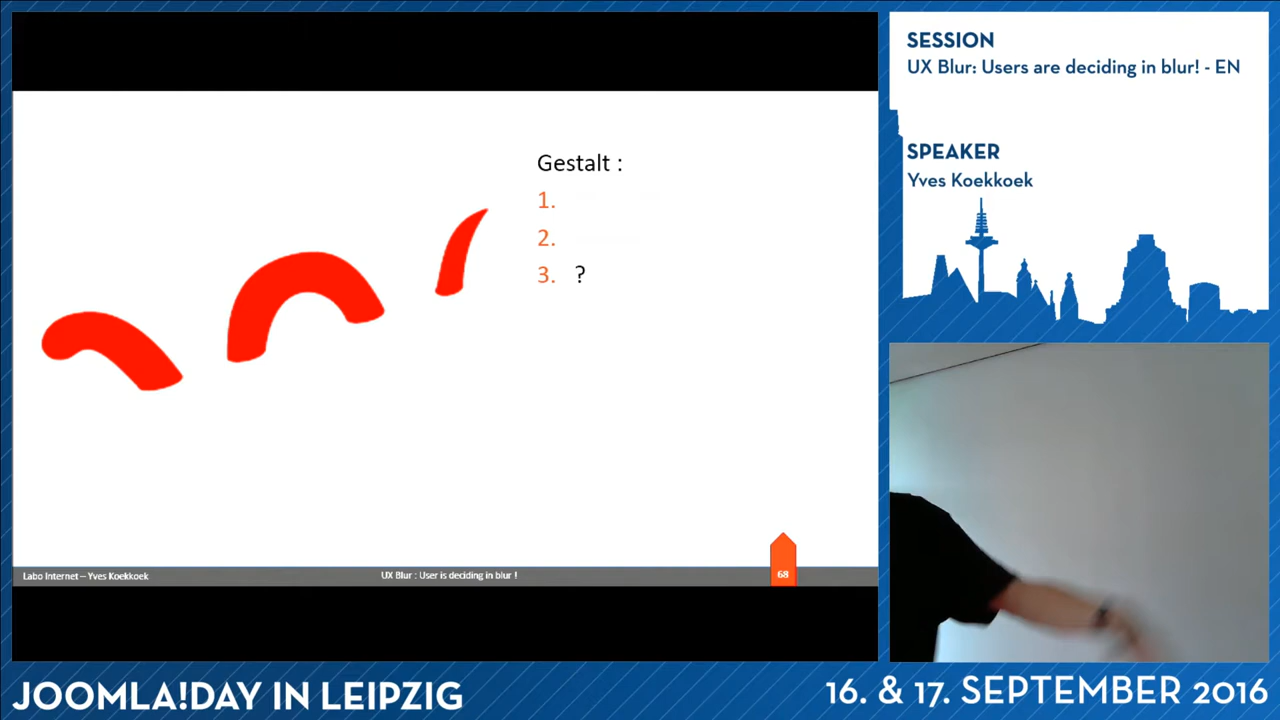 Gestalt :
1.
2.
3. ?
Labo Internet – Yves Koekkoek
UX Blur : User is deciding in blur !
68
SESSION
UX Blur: Users are deciding in blur! - EN
SPEAKER
Yves Koekkoek
JOOMLA!DAY IN LEIPZIG
16. & 17. SEPTEMBER 2016